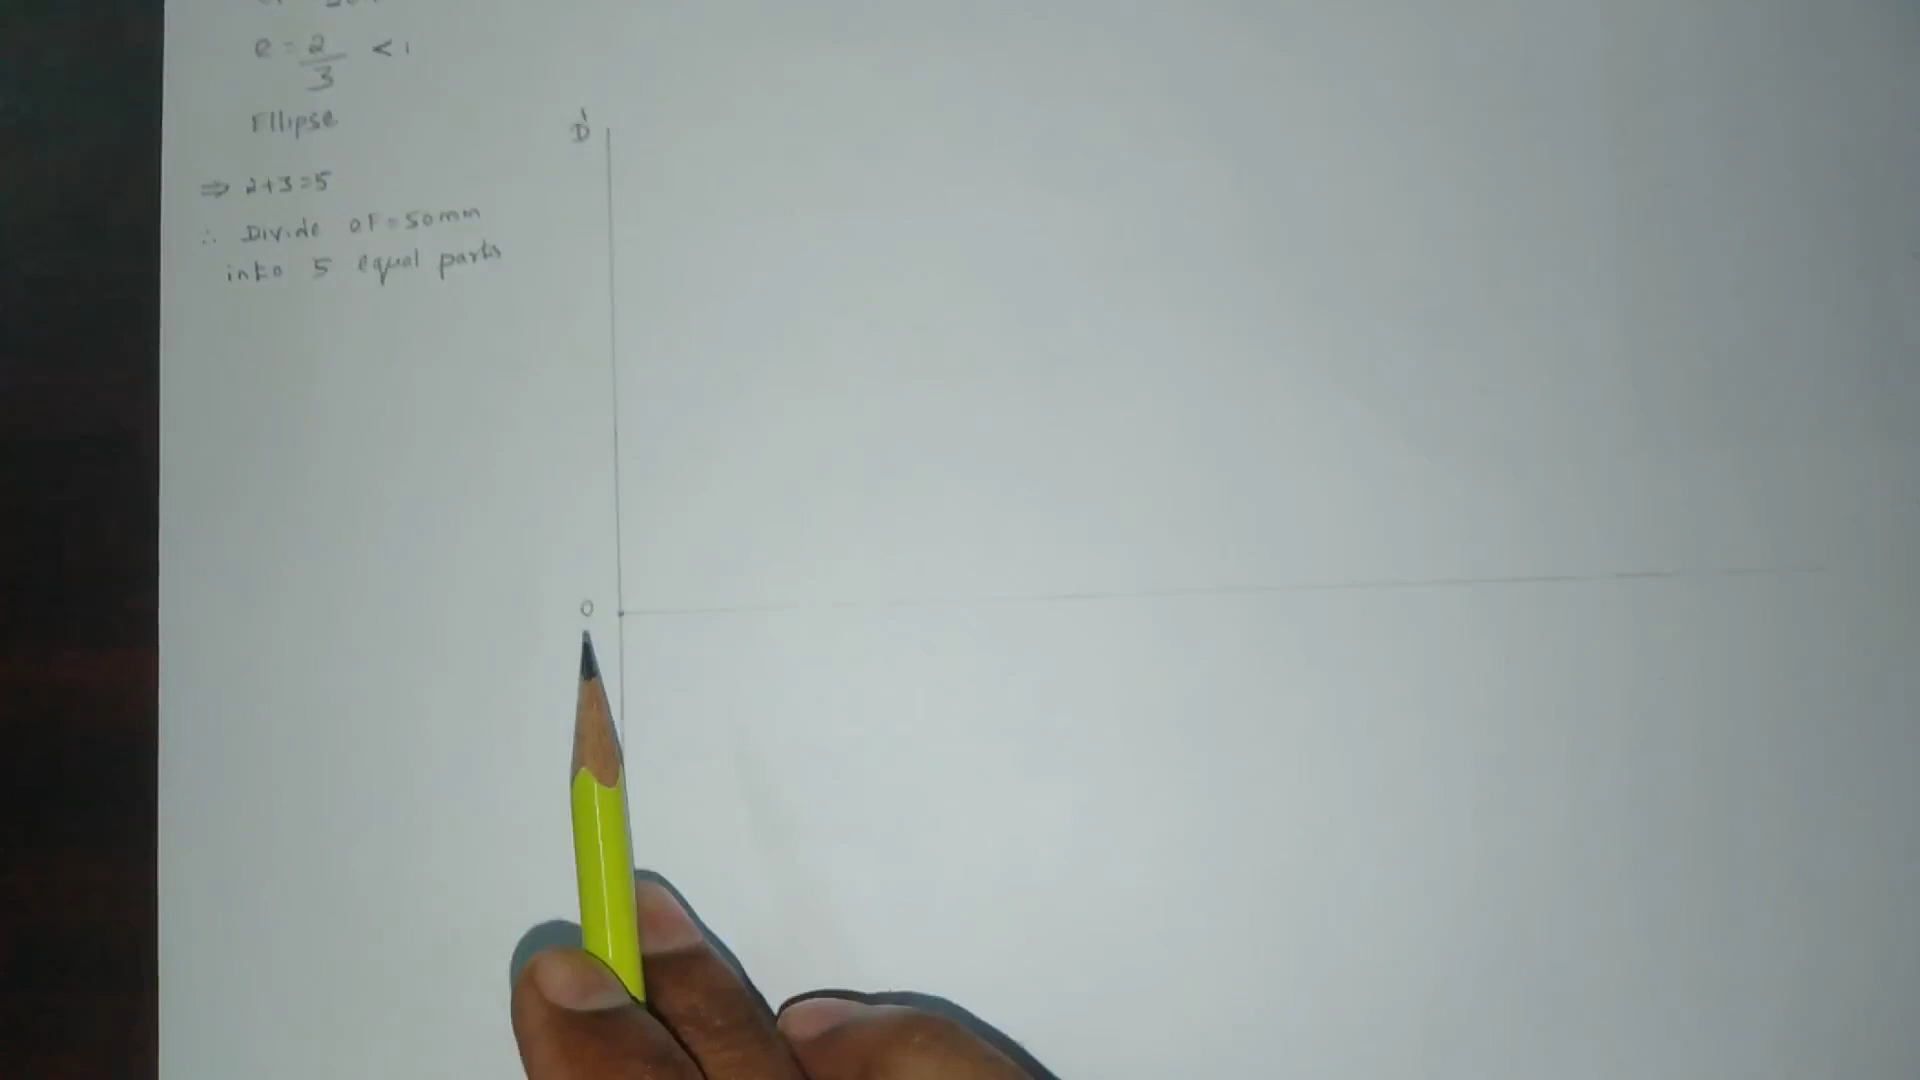 e = 2/3 < 1
Ellipse
⇒ 2+3=5
∴ Divide OF = 50mm
into 5 equal parts
D'
O